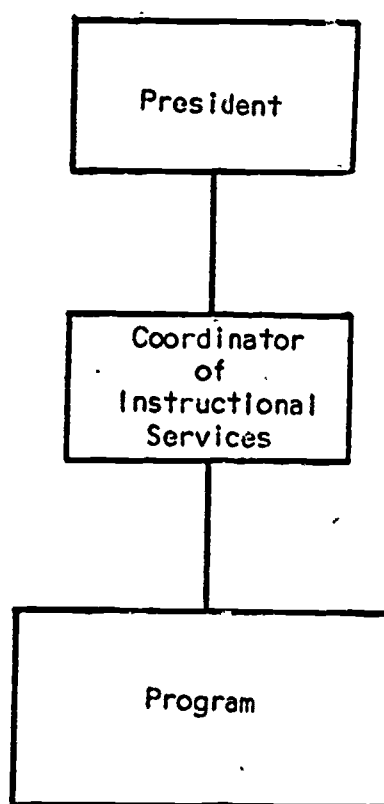 President
Coordinator
of
Instructional
Services
Program